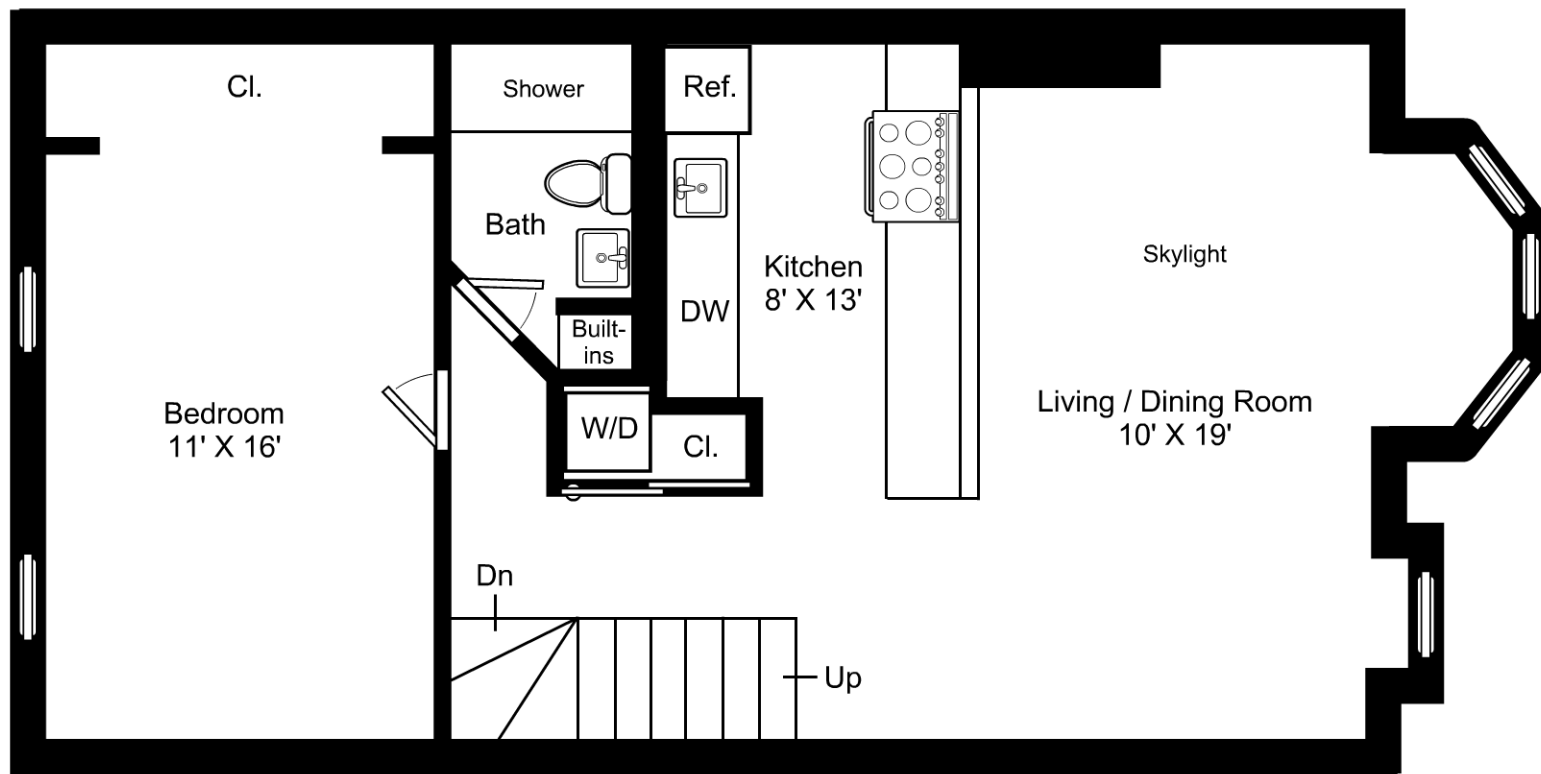 Cl.
Shower
Ref.
Bath
Skylight
Kitchen
8' X 13'
DW
Built-
ins
Bedroom
11' X 16'
Living / Dining Room
10' X 19'
W/D
Cl.
Dn
Up